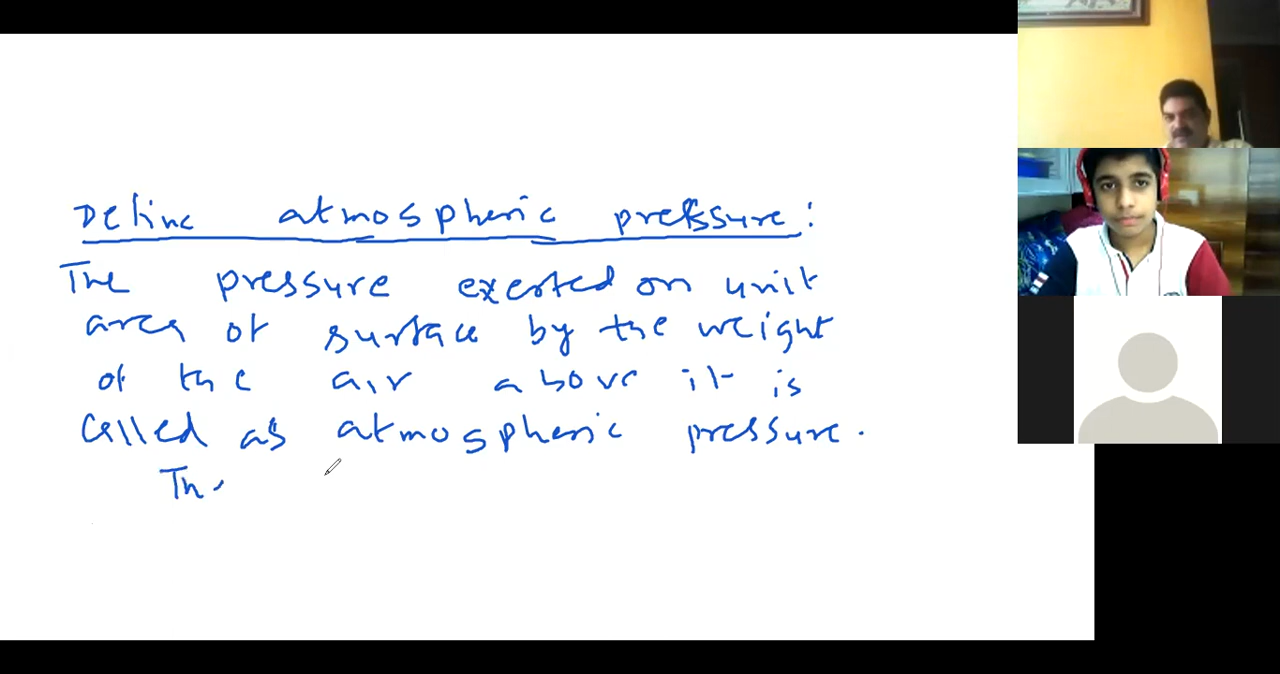 Define atmospheric pressure:
The pressure exerted on unit
area of surface by the weight
of the air above it is
called as atmospheric pressure.
Th